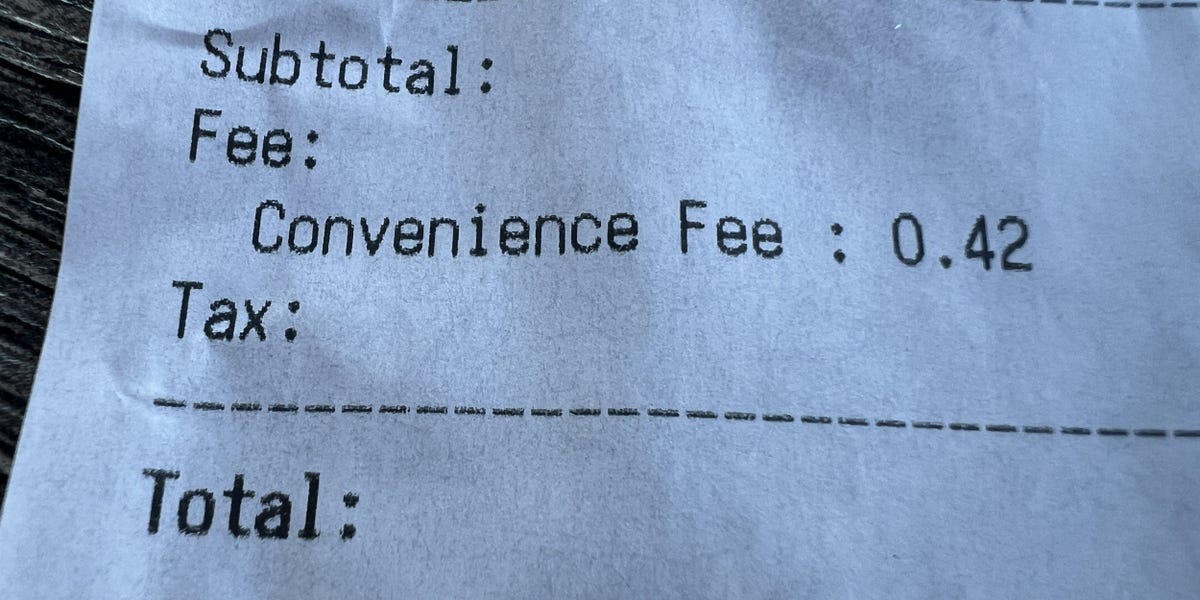 Subtotal:
Fee:
Convenience Fee : 0.42
Tax:
Total: